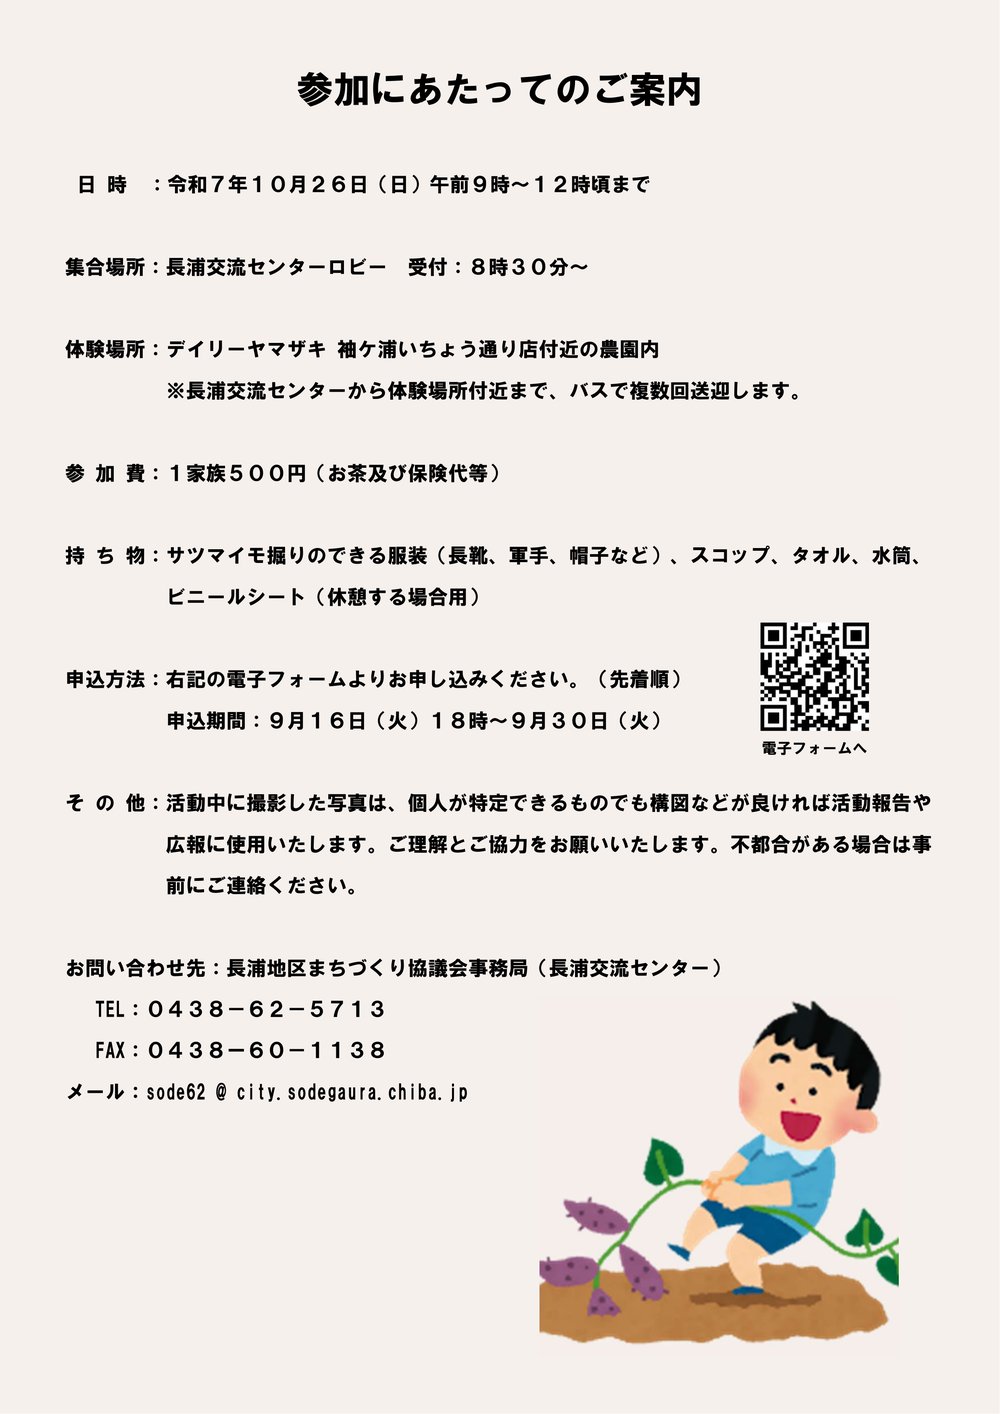 参加にあたってのご案内
日 時 ：令和７年１０月２６日（日）午前９時～１２時頃まで
集合場所：長浦交流センターロビー　受付：８時３０分～
体験場所：デイリーヤマザキ 袖ケ浦いちょう通り店付近の農園内
※長浦交流センターから体験場所付近まで、バスで複数回送迎します。
参 加 費：１家族５００円（お茶及び保険代等）
持 ち 物：サツマイモ掘りのできる服装（長靴、軍手、帽子など）、スコップ、タオル、水筒、
ビニールシート（休憩する場合用）
申込方法：右記の電子フォームよりお申し込みください。（先着順）
申込期間：９月１６日（火）１８時～９月３０日（火）
電子フォームへ
そ の 他：活動中に撮影した写真は、個人が特定できるものでも構図などが良ければ活動報告や
広報に使用いたします。ご理解とご協力をお願いいたします。不都合がある場合は事
前にご連絡ください。
お問い合わせ先：長浦地区まちづくり協議会事務局（長浦交流センター）
TEL：０４３８－６２－５７１３
FAX：０４３８－６０－１１３８
メール：sode62 @ city.sodegaura.chiba.jp